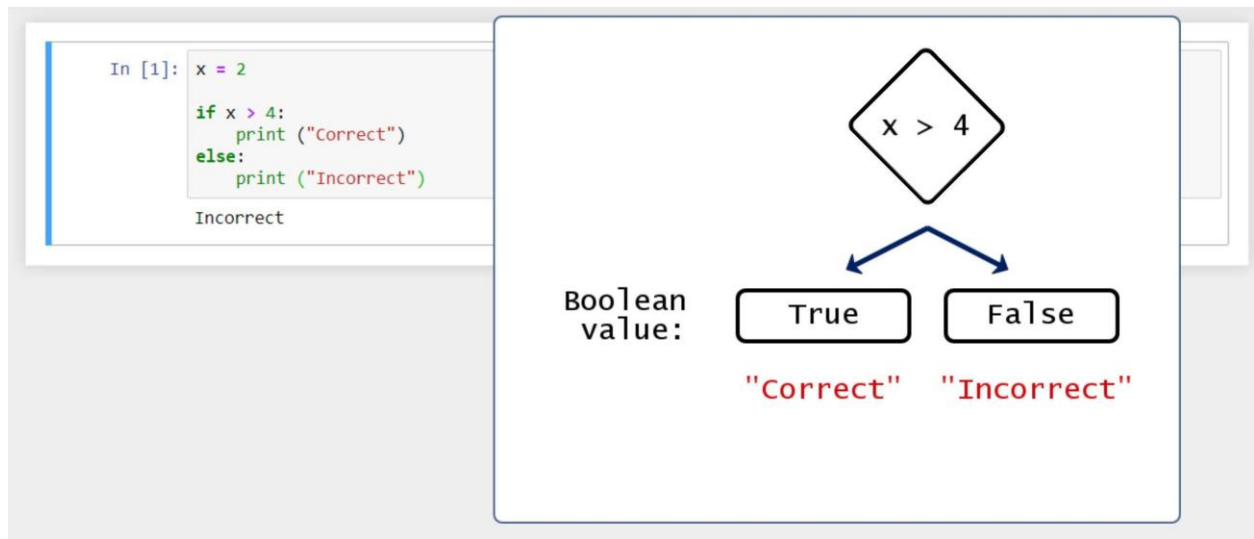 In [1]: x = 2
if x > 4:
    print ("Correct")
else:
    print ("Incorrect")
Incorrect
x > 4
Boolean value:
True
False
"Correct"
"Incorrect"